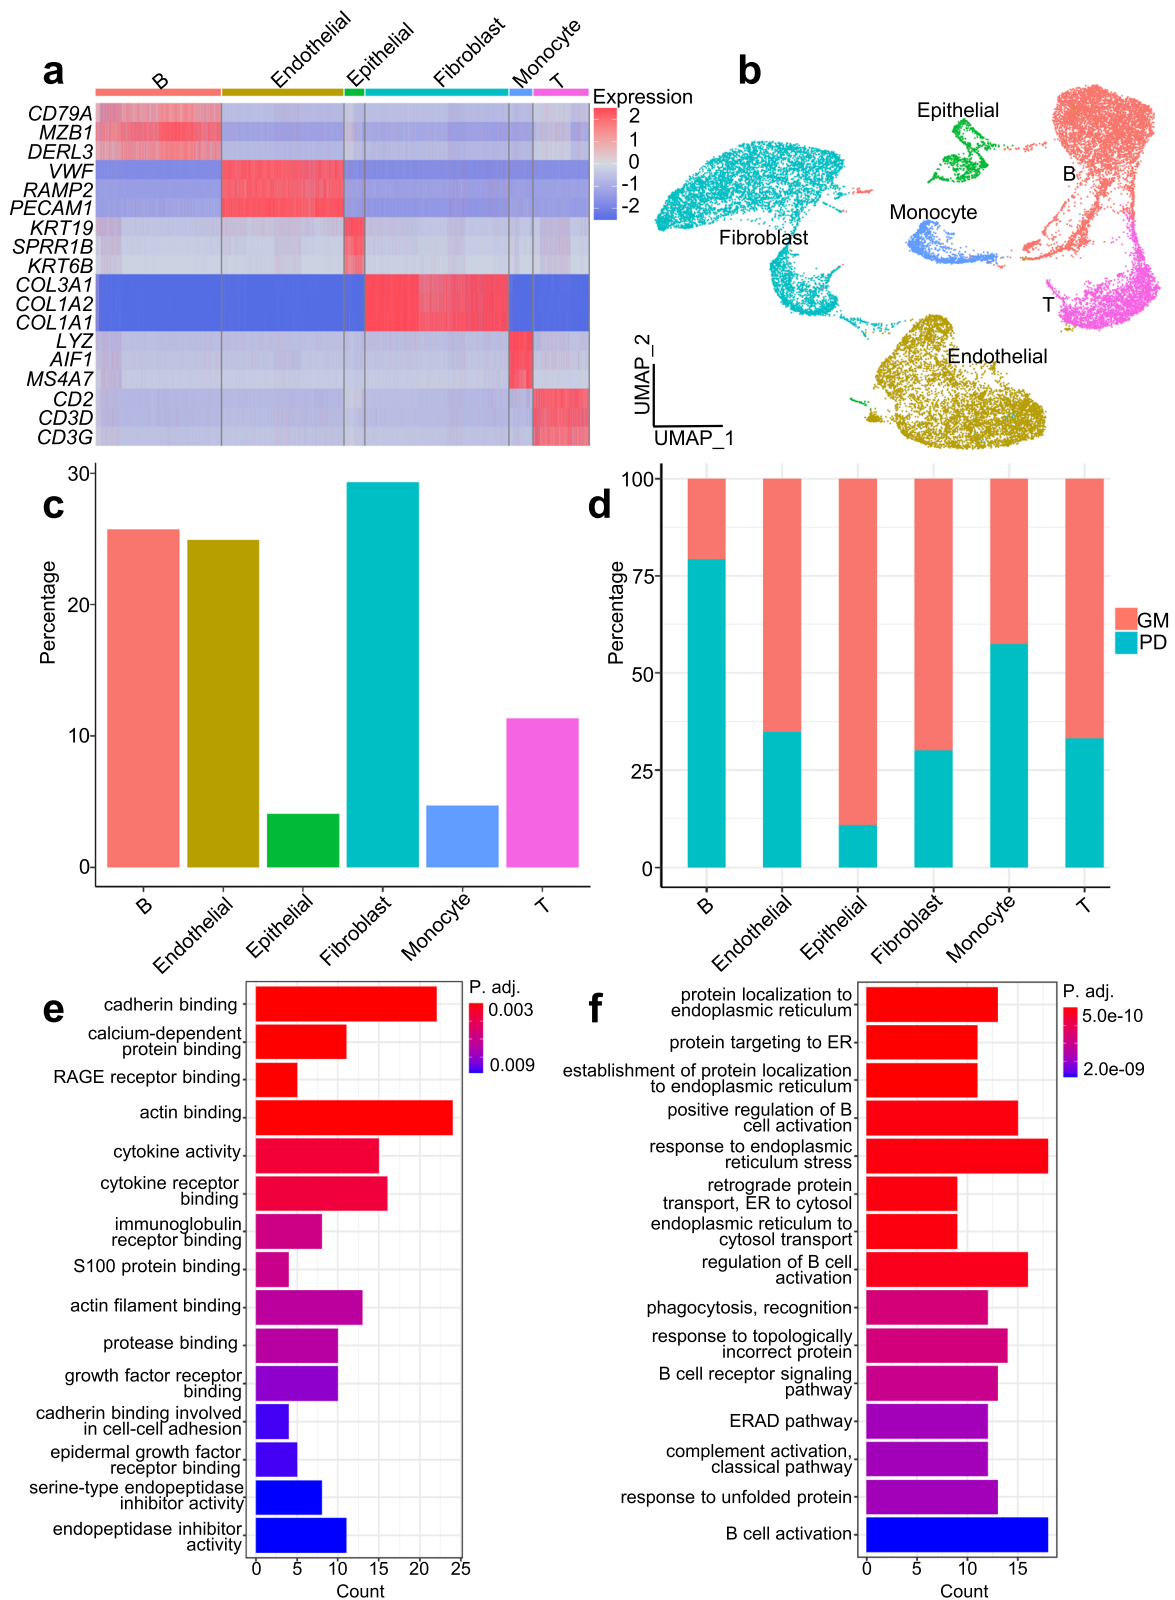 a
B
Endothelial
Epithelial
Fibroblast
Monocyte
T
CD79A
MZB1
DERL3
VWF
RAMP2
PECAM1
KRT19
SPRR1B
KRT6B
COL3A1
COL1A2
COL1A1
LYZ
AIF1
MS4A7
CD2
CD3D
CD3G
Expression
2
1
0
-1
-2
b
Epithelial
B
Monocyte
Fibroblast
T
Endothelial
UMAP_2
UMAP_1
c
Percentage
30
20
10
0
B
Endothelial
Epithelial
Fibroblast
Monocyte
T
d
Percentage
100
75
50
25
0
B
Endothelial
Epithelial
Fibroblast
Monocyte
T
GM
PD
e
cadherin binding
calcium-dependent
protein binding
RAGE receptor binding
actin binding
cytokine activity
cytokine receptor
binding
immunoglobulin
receptor binding
S100 protein binding
actin filament binding
protease binding
growth factor receptor
binding
cadherin binding involved
in cell-cell adhesion
epidermal growth factor
receptor binding
serine-type endopeptidase
inhibitor activity
endopeptidase inhibitor
activity
0 5 10 15 20 25
Count
P. adj.
0.003
0.009
f
protein localization to
endoplasmic reticulum
protein targeting to ER
establishment of protein localization
to endoplasmic reticulum
positive regulation of B
cell activation
response to endoplasmic
reticulum stress
retrograde protein
transport, ER to cytosol
endoplasmic reticulum to
cytosol transport
regulation of B cell
activation
phagocytosis, recognition
response to topologically
incorrect protein
B cell receptor signaling
pathway
ERAD pathway
complement activation,
classical pathway
response to unfolded protein
B cell activation
0 5 10 15
Count
P. adj.
5.0e-10
2.0e-09